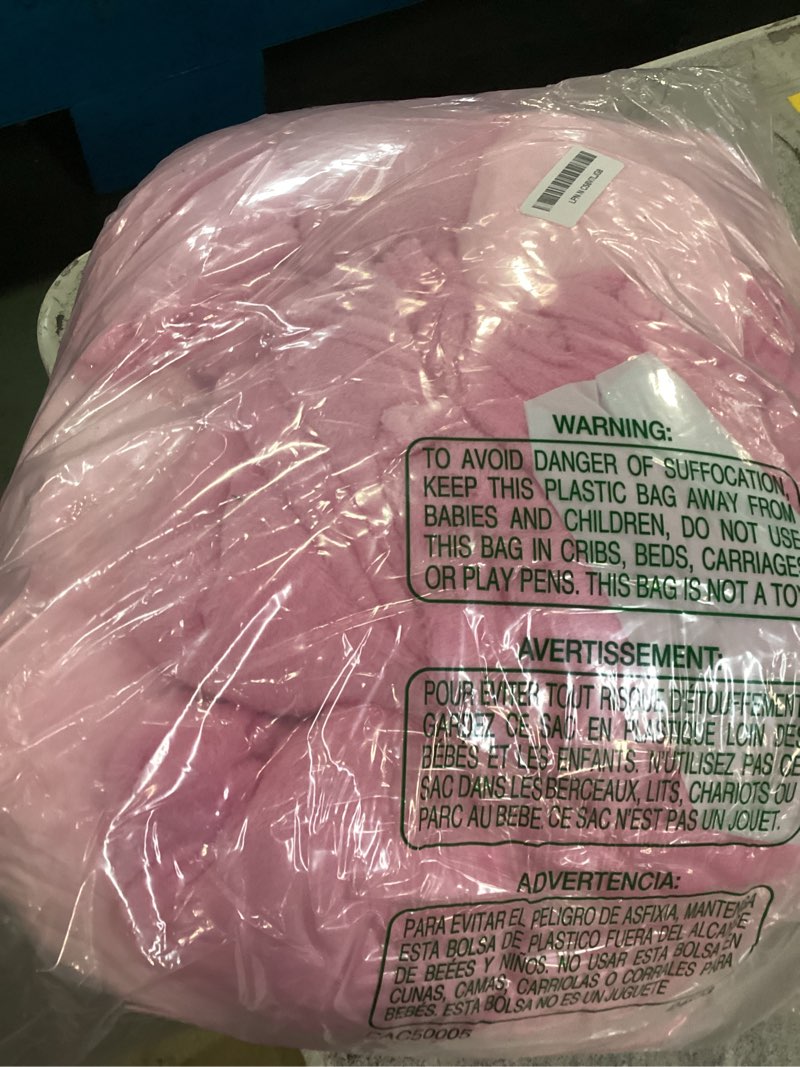 WARNING:
TO AVOID DANGER OF SUFFOCATION,
KEEP THIS PLASTIC BAG AWAY FROM
BABIES AND CHILDREN, DO NOT USE
THIS BAG IN CRIBS, BEDS, CARRIAGES
OR PLAY PENS. THIS BAG IS NOT A TOY
AVERTISSEMENT:
POUR EVITER TOUT RISQUE DIETOUFFEMENT
GARDEZ CE SAC EN PLASTIQUE LOIN DES
BEBES ET LES ENFANTS. N'UTILISEZ PAS CE
SAC DANS LES BERCEAUX, LITS, CHARIOTS OU
PARC AU BEBE. CE SAC N'EST PAS UN JOUET.
ADVERTENCIA:
PARA EVITAR EL PELIGRO DE ASFIXIA, MANTENGA
ESTA BOLSA DE PLASTICO FUERA DEL ALCANCE
DE BEBES Y NINOS. NO USAR ESTA BOLSA EN
CUNAS, CAMAS, CARRIOLAS O CORRALES PARA
BEBES. ESTA BOLSA NO ES UN JUGUETE